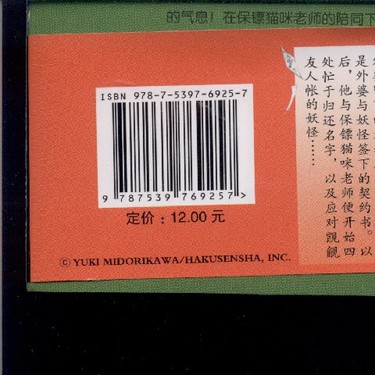 的气息！在保镖猫咪老师的陪同下
是外婆与妖怪签下的契约书。以
后，他与保镖猫咪老师便开始四
处忙于归还名字，以及应对觊觎
友人帐的妖怪……
ISBN 978-7-5397-6925-7
9 787539 769257 >
定价：12.00 元
© YUKI MIDORIKAWA/HAKUSENSHA, INC.